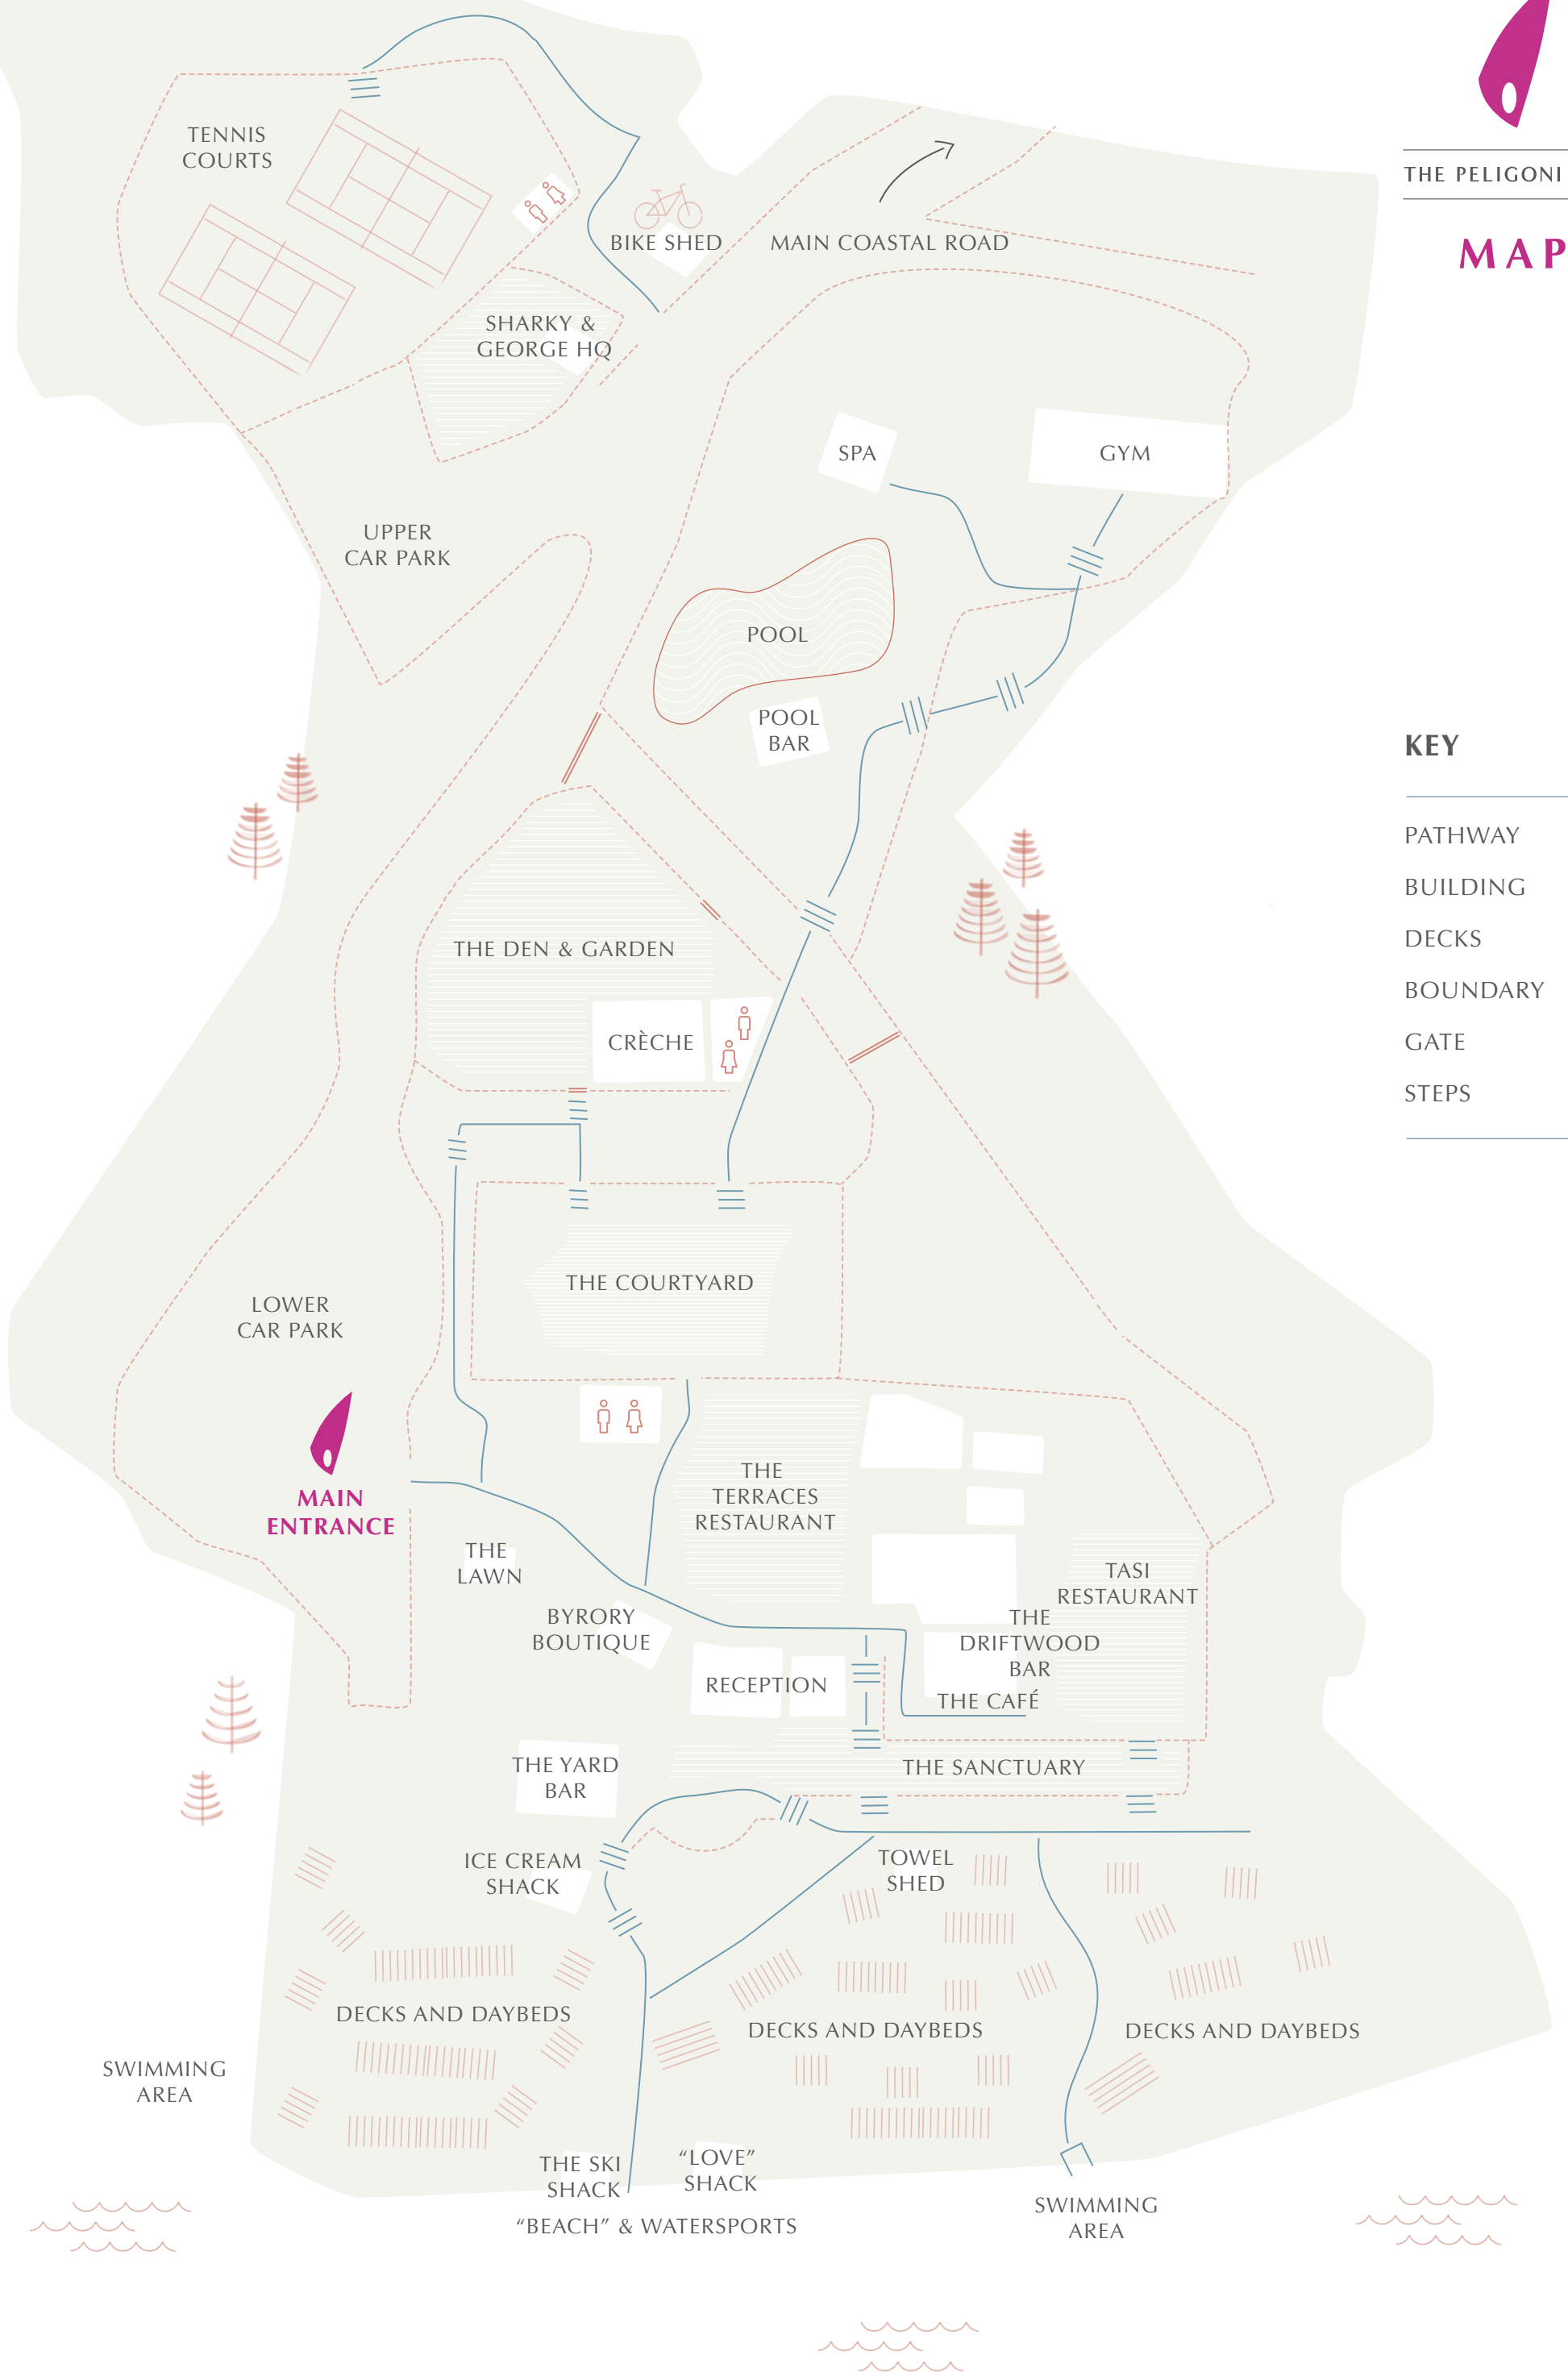 THE PELIGONI
MAP
TENNIS
COURTS
BIKE SHED
MAIN COASTAL ROAD
SHARKY &
GEORGE HQ
SPA
GYM
UPPER
CAR PARK
POOL
POOL
BAR
KEY
PATHWAY
BUILDING
DECKS
BOUNDARY
GATE
STEPS
THE DEN & GARDEN
CRÈCHE
THE COURTYARD
LOWER
CAR PARK
MAIN
ENTRANCE
THE
TERRACES
RESTAURANT
THE
LAWN
TASI
RESTAURANT
BYRORY
BOUTIQUE
THE
DRIFTWOOD
BAR
RECEPTION
THE CAFÉ
THE YARD
BAR
THE SANCTUARY
ICE CREAM
SHACK
TOWEL
SHED
DECKS AND DAYBEDS
DECKS AND DAYBEDS
DECKS AND DAYBEDS
SWIMMING
AREA
THE SKI
SHACK
“LOVE”
SHACK
“BEACH” & WATERSPORTS
SWIMMING
AREA